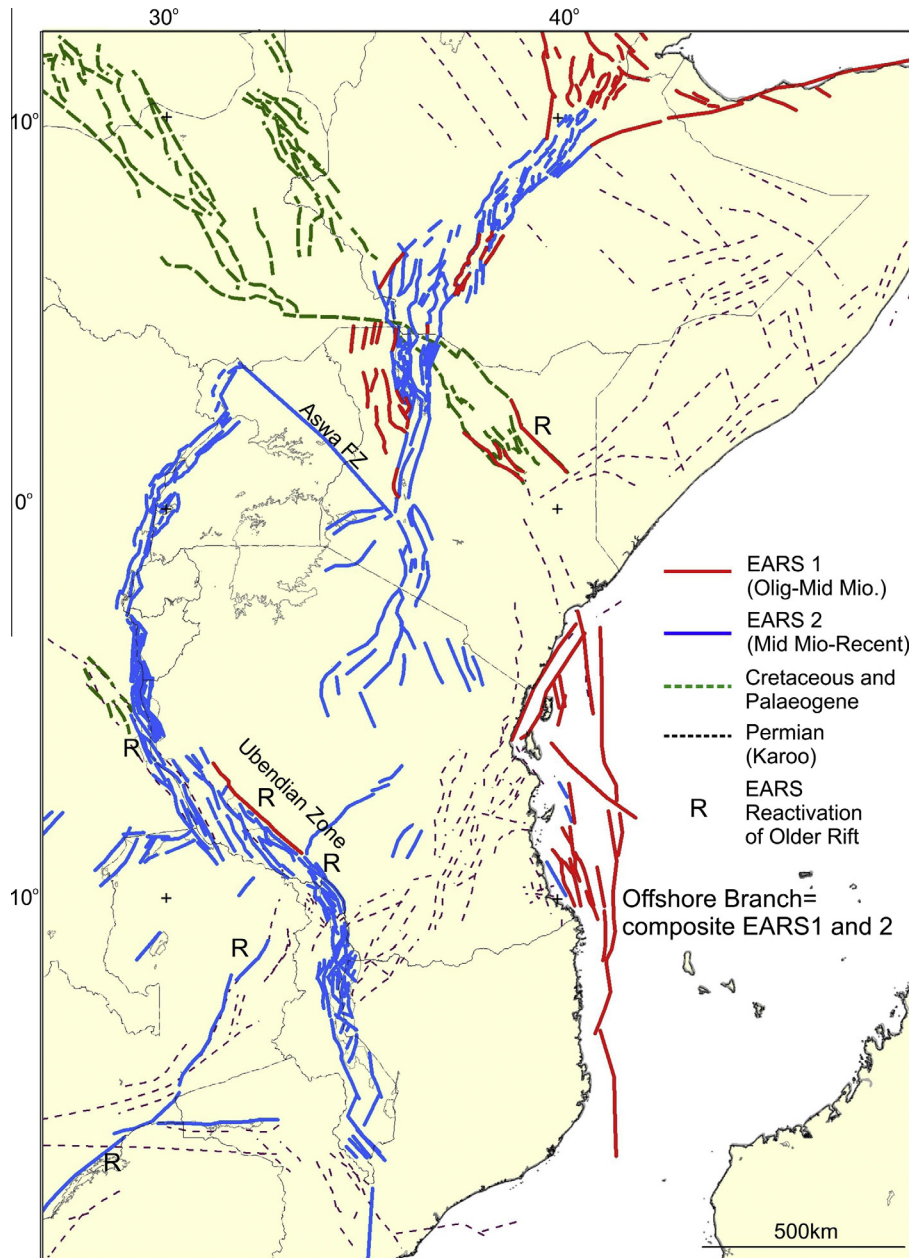 30°
40°
10°
Aswa FZ
R
0°
EARS 1
(Olig-Mid Mio.)
EARS 2
(Mid Mio-Recent)
Cretaceous and
Palaeogene
Permian
(Karoo)
R
EARS
Reactivation
of Older Rift
R
Ubendian Zone
R
R
10°
Offshore Branch=
composite EARS1 and 2
R
R
500km